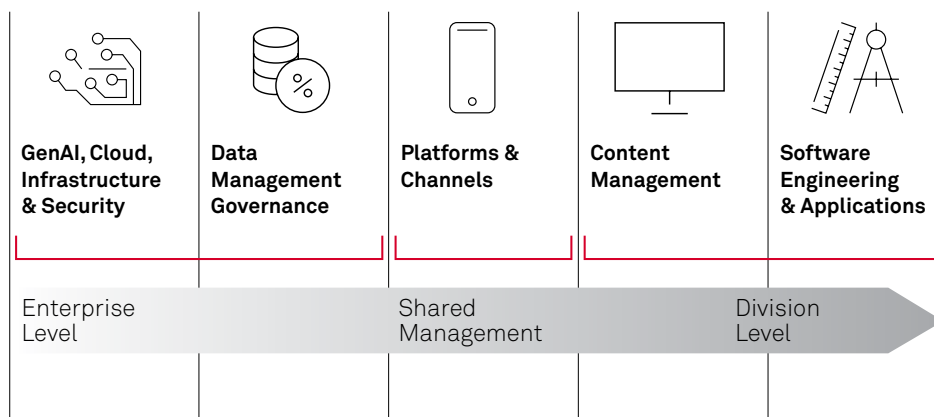 %
GenAI, Cloud,
Infrastructure
& Security
Data
Management
Governance
Platforms &
Channels
Content
Management
Software
Engineering
& Applications
Enterprise
Level
Shared
Management
Division
Level